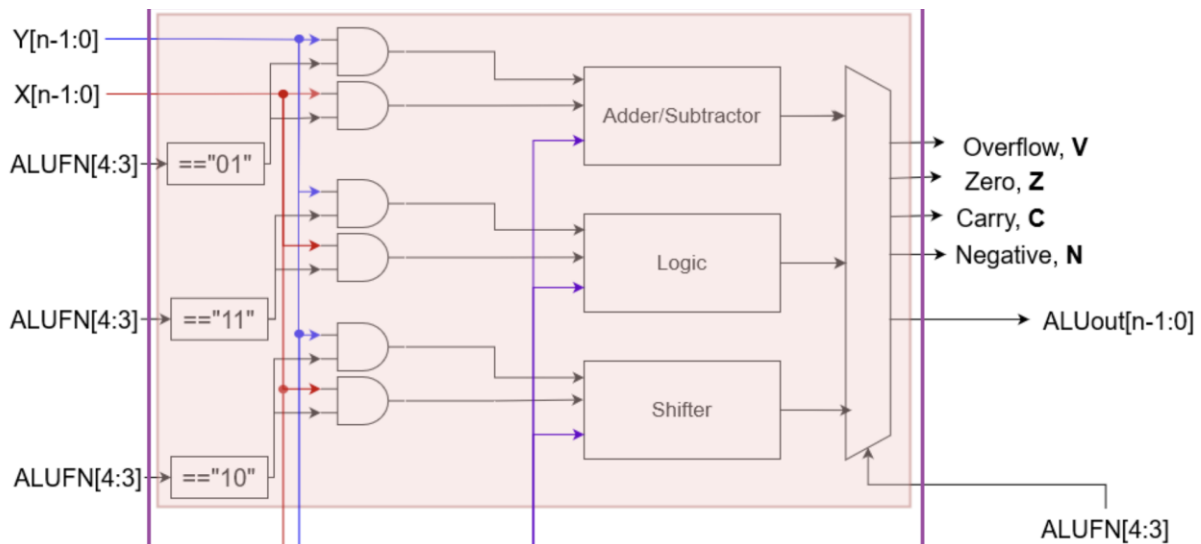 Y[n-1:0]
X[n-1:0]
ALUFN[4:3]
=="01"
Adder/Subtractor
Overflow, V
Zero, Z
Carry, C
Negative, N
Logic
ALUFN[4:3]
=="11"
ALUout[n-1:0]
Shifter
ALUFN[4:3]
=="10"
ALUFN[4:3]